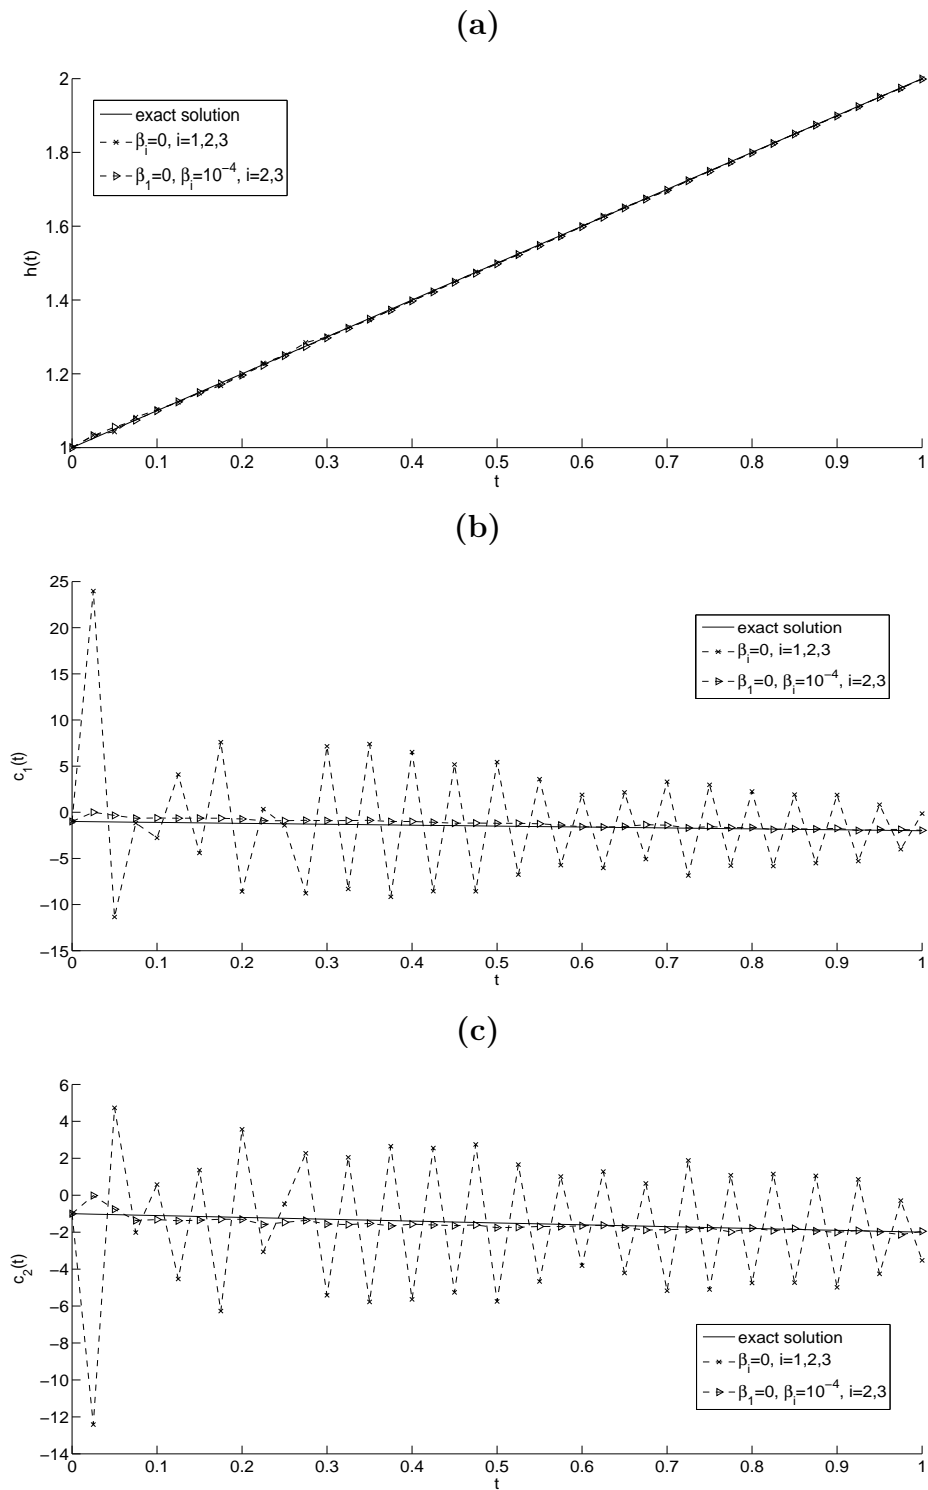 (a)
2
1.8
1.6
1.4
1.2
1
h(t)
exact solution
β_i=0, i=1,2,3
β_1=0, β_i=10^{−4}, i=2,3
0 0.1 0.2 0.3 0.4 0.5 0.6 0.7 0.8 0.9 1
t
(b)
25
20
15
10
5
0
−5
−10
−15
c_1(t)
exact solution
β_i=0, i=1,2,3
β_1=0, β_i=10^{−4}, i=2,3
0 0.1 0.2 0.3 0.4 0.5 0.6 0.7 0.8 0.9 1
t
(c)
6
4
2
0
−2
−4
−6
−8
−10
−12
−14
c_2(t)
exact solution
β_i=0, i=1,2,3
β_1=0, β_i=10^{−4}, i=2,3
0 0.1 0.2 0.3 0.4 0.5 0.6 0.7 0.8 0.9 1
t